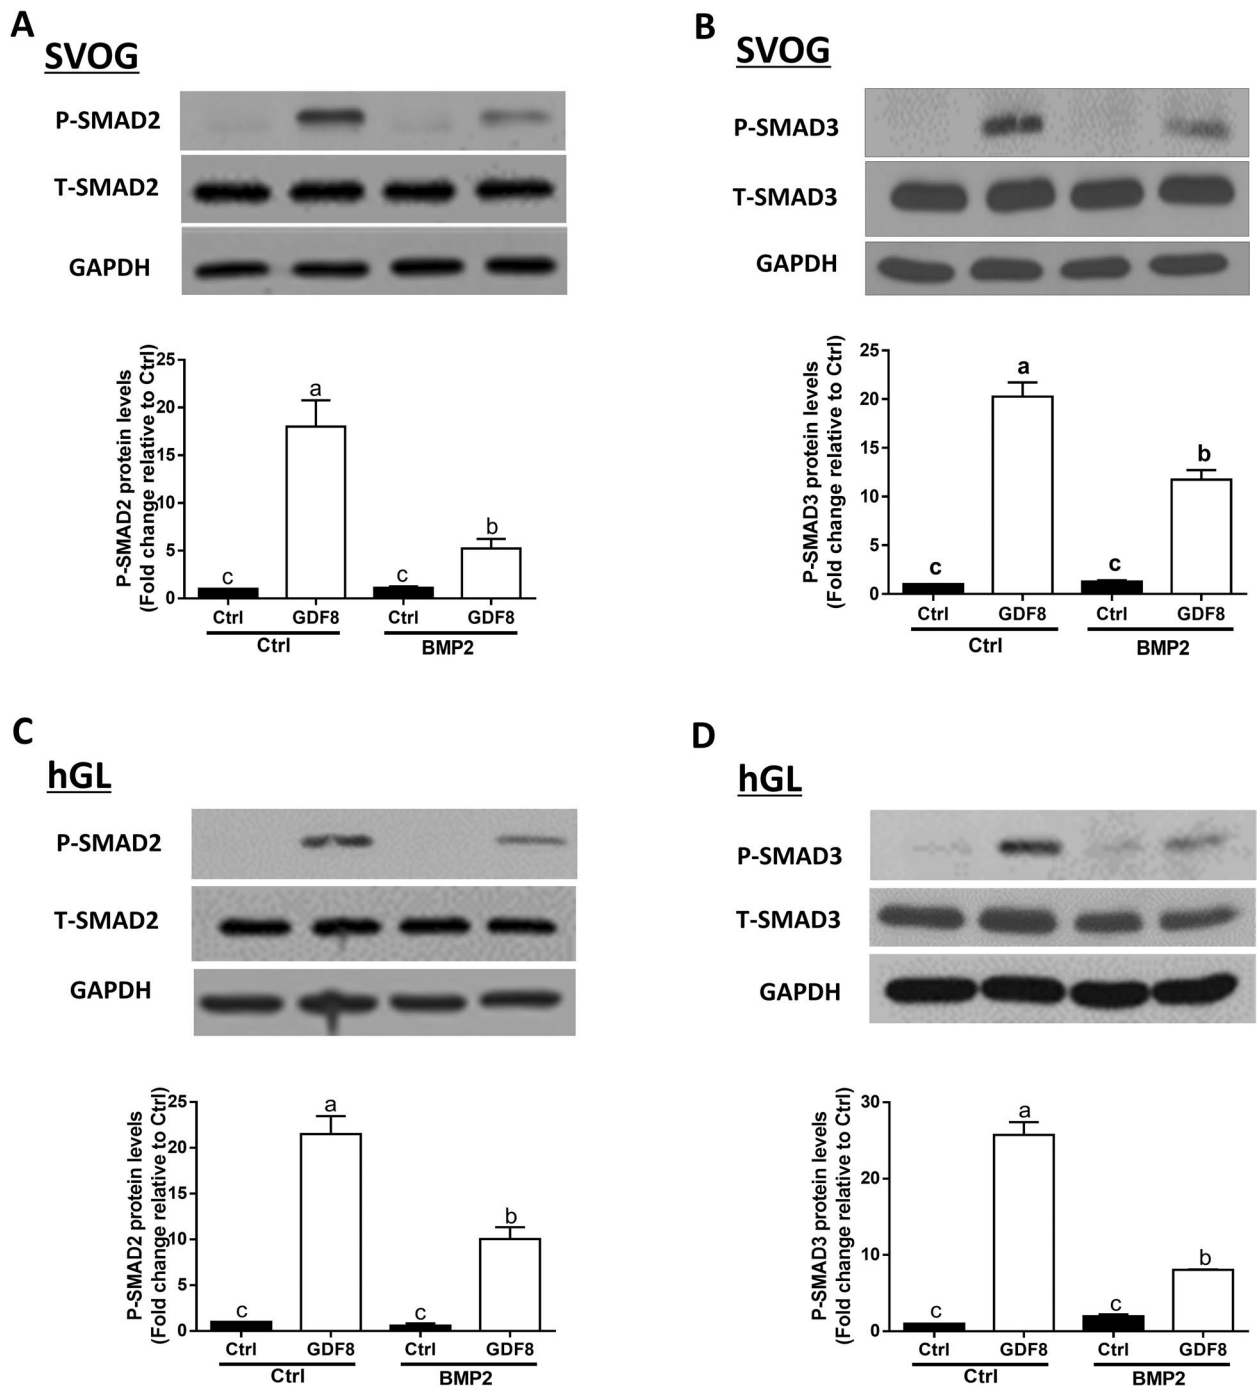 A
SVOG
P-SMAD2
T-SMAD2
GAPDH
P-SMAD2 protein levels
(Fold change relative to Ctrl)
25
20
15
10
5
0
c
a
c
b
Ctrl
GDF8
Ctrl
GDF8
Ctrl
BMP2
B
SVOG
P-SMAD3
T-SMAD3
GAPDH
P-SMAD3 protein levels
(Fold change relative to Ctrl)
25
20
15
10
5
0
c
a
c
b
Ctrl
GDF8
Ctrl
GDF8
Ctrl
BMP2
C
hGL
P-SMAD2
T-SMAD2
GAPDH
P-SMAD2 protein levels
(Fold change relative to Ctrl)
25
20
15
10
5
0
c
a
c
b
Ctrl
GDF8
Ctrl
GDF8
Ctrl
BMP2
D
hGL
P-SMAD3
T-SMAD3
GAPDH
P-SMAD3 protein levels
(Fold change relative to Ctrl)
30
20
10
0
c
a
c
b
Ctrl
GDF8
Ctrl
GDF8
Ctrl
BMP2